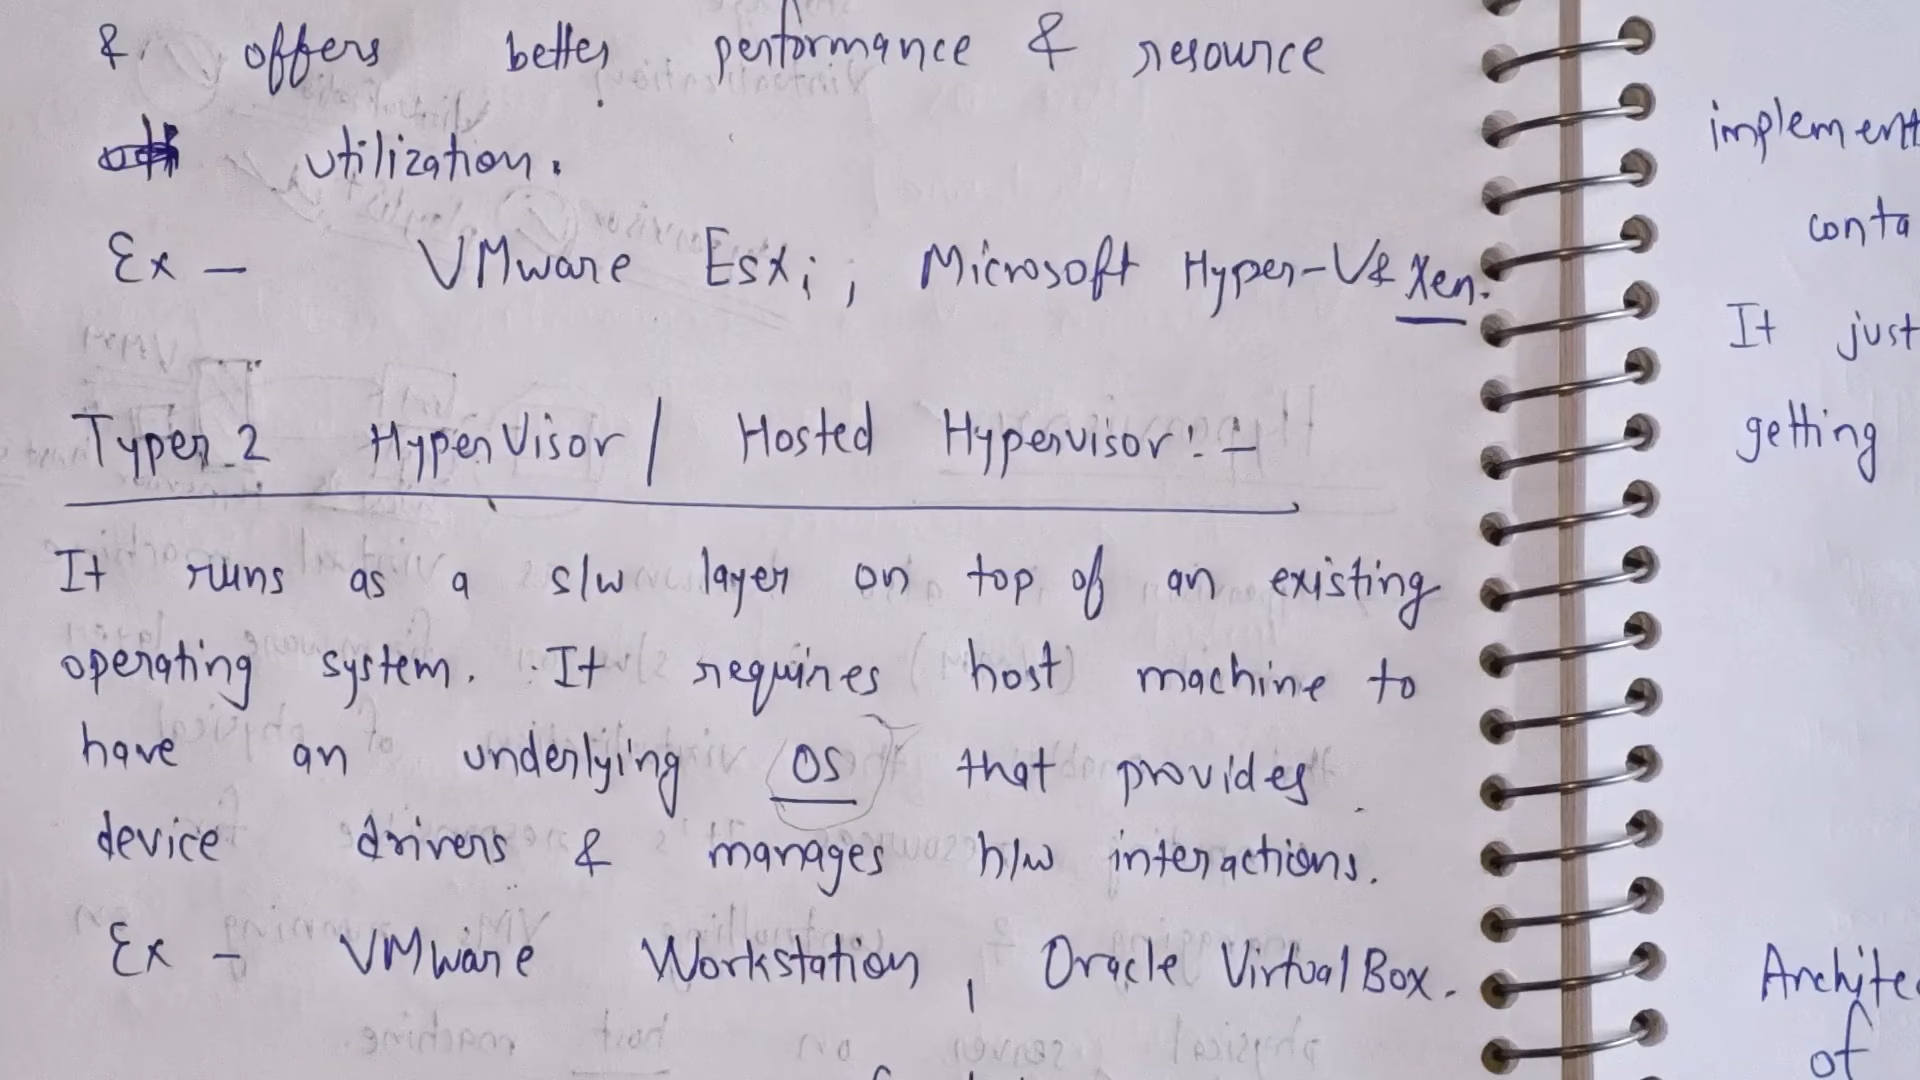 & offers better performance & resource
utilization.
Ex - VMware Esxi, Microsoft Hyper-V & Xen.
Typer 2 HyperVisor / Hosted Hypervisor: -
It runs as a s/w layer on top of an existing
operating system. It requires host machine to
have an underlying OS that provides
device drivers & manages h/w interactions.
Ex - VMware Workstation, Oracle VirtualBox.
implement
conta
It just
getting
Archite
of